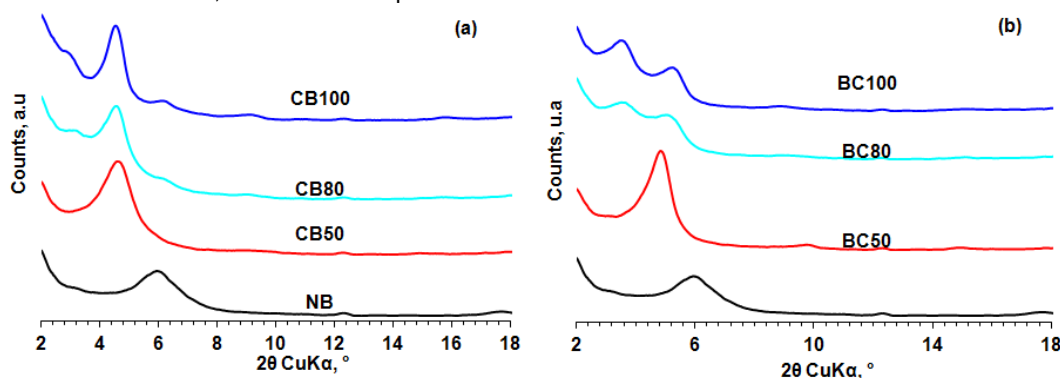 (a)
Counts, a.u
CB100
CB80
CB50
NB
2 4 6 8 10 12 14 16 18
2θ CuKα, °
(b)
Counts, u.a
BC100
BC80
BC50
2 6 10 14 18
2θ CuKα, °